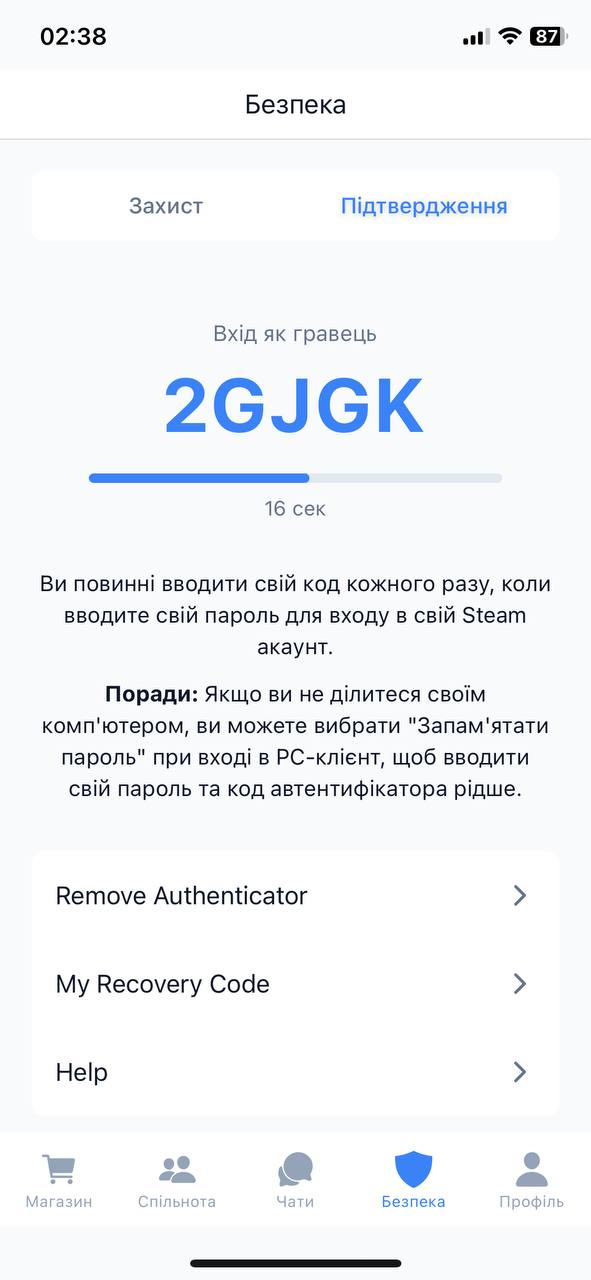 02:38
87
Безпека
Захист
Підтвердження
Вхід як гравець
2GJGK
16 сек
Ви повинні вводити свій код кожного разу, коли
вводите свій пароль для входу в свій Steam
акаунт.
Поради: Якщо ви не ділитеся своїм
комп'ютером, ви можете вибрати "Запам'ятати
пароль" при вході в PC-клієнт, щоб вводити
свій пароль та код автентифікатора рідше.
Remove Authenticator
My Recovery Code
Help
Магазин
Спільнота
Чати
Безпека
Профіль